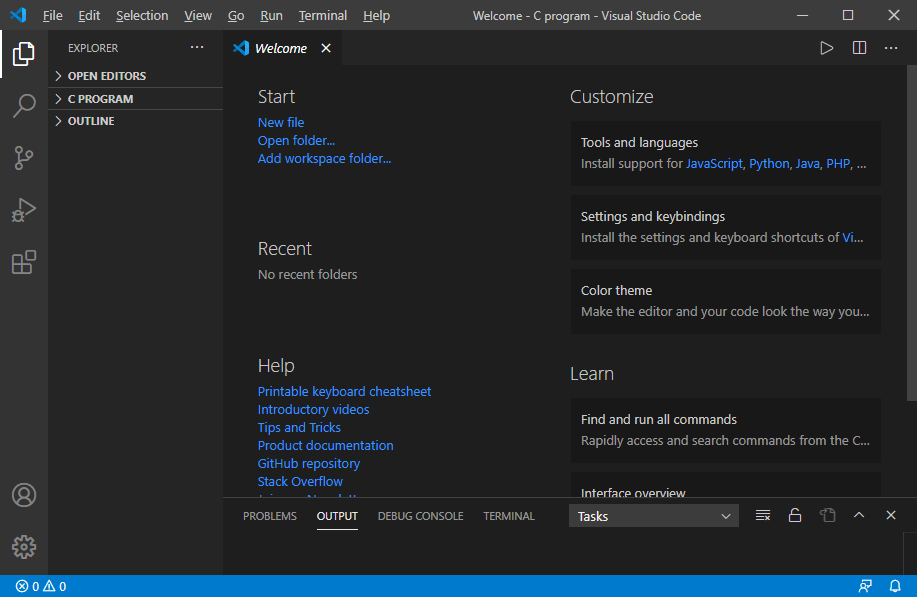 File Edit Selection View Go Run Terminal Help Welcome - C program - Visual Studio Code
EXPLORER
OPEN EDITORS
C PROGRAM
OUTLINE
Welcome
Start
New file
Open folder...
Add workspace folder...
Recent
No recent folders
Help
Printable keyboard cheatsheet
Introductory videos
Tips and Tricks
Product documentation
GitHub repository
Stack Overflow
Customize
Tools and languages
Install support for JavaScript, Python, Java, PHP, ...
Settings and keybindings
Install the settings and keyboard shortcuts of Vi...
Color theme
Make the editor and your code look the way you...
Learn
Find and run all commands
Rapidly access and search commands from the C...
Interface overview
PROBLEMS OUTPUT DEBUG CONSOLE TERMINAL Tasks
0 0